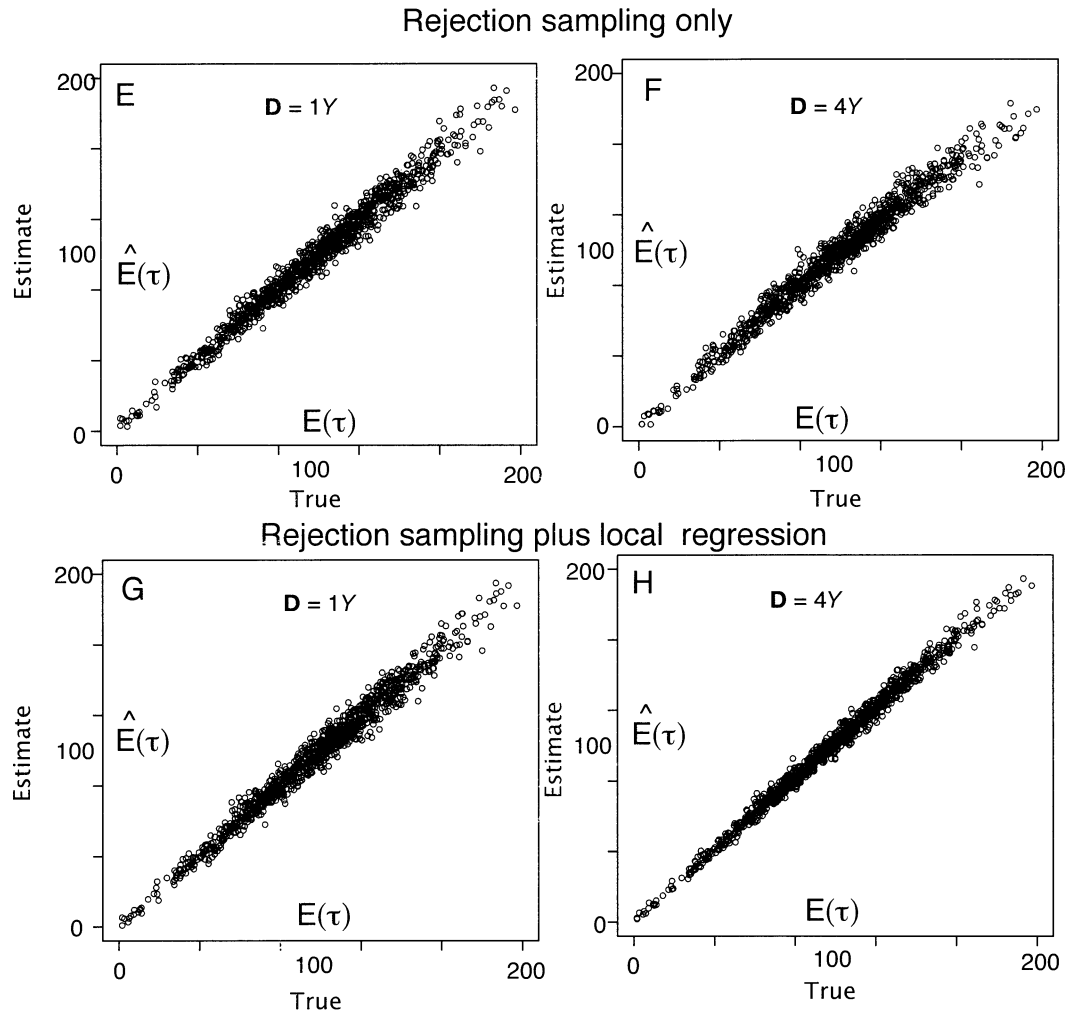 Rejection sampling only
200
E
D = 1Y
Estimate
100
Ê(τ)
0
E(τ)
0
100
200
True
200
F
D = 4Y
Estimate
100
Ê(τ)
0
E(τ)
0
100
200
True
Rejection sampling plus local regression
200
G
D = 1Y
Estimate
100
Ê(τ)
0
E(τ)
0
100
200
True
200
H
D = 4Y
Estimate
100
Ê(τ)
0
E(τ)
0
100
200
True